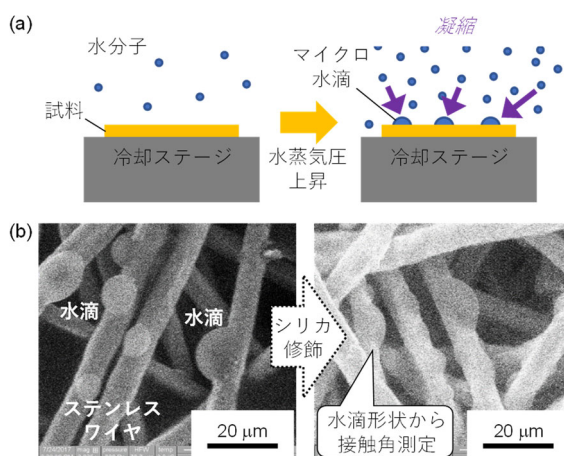 (a)
水分子
試料
冷却ステージ
水蒸気圧
上昇
凝縮
マイクロ
水滴
冷却ステージ
(b)
水滴
水滴
ステンレス
ワイヤ
20 μm
シリカ
修飾
水滴形状から
接触角測定
20 μm